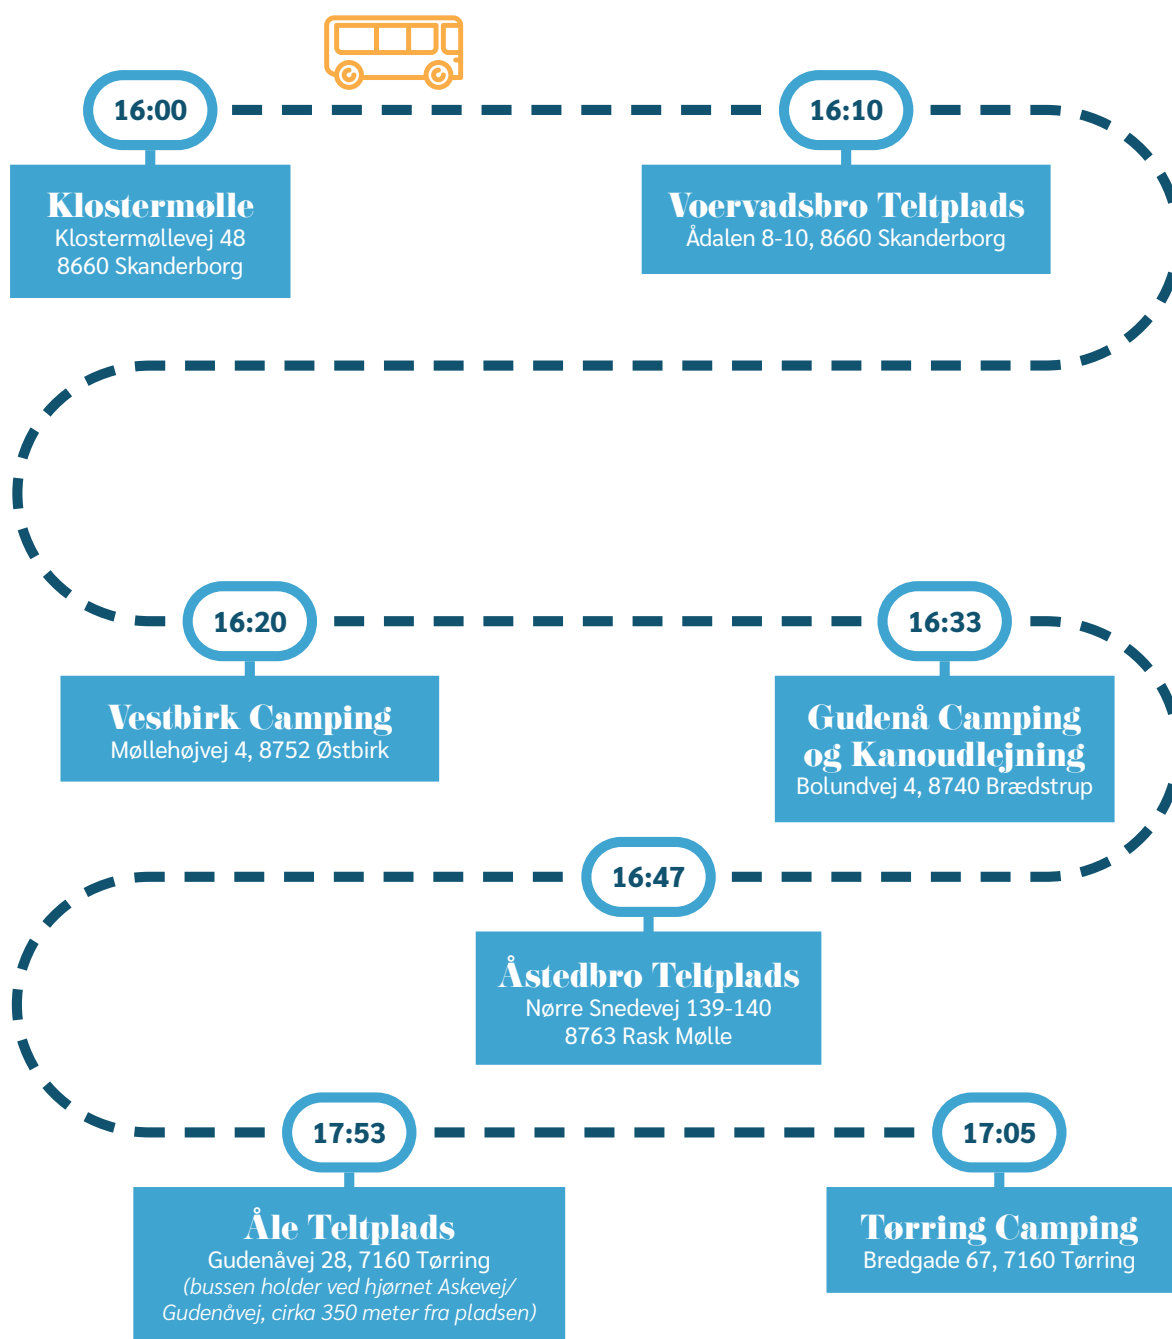 16:00
Klostermølle
Klostermøllevej 48
8660 Skanderborg
16:10
Voervadsbro Teltplads
Ådalen 8-10, 8660 Skanderborg
16:20
Vestbirk Camping
Møllehøjvej 4, 8752 Østbirk
16:33
Gudenå Camping
og Kanoudlejning
Bolundvej 4, 8740 Brædstrup
16:47
Åstedbro Teltplads
Nørre Snedevej 139-140
8763 Rask Mølle
17:53
Åle Teltplads
Gudenåvej 28, 7160 Tørring
(bussen holder ved hjørnet Askevej/
Gudenåvej, cirka 350 meter fra pladsen)
17:05
Tørring Camping
Bredgade 67, 7160 Tørring